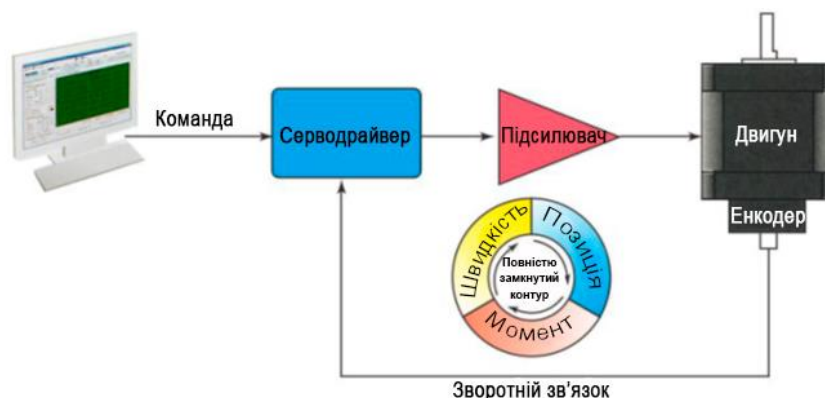 Команда
Серводрайвер
Підсилювач
Двигун
Енкодер
Швидкість
Позиція
Повністю
замкнутий
контур
Момент
Зворотній зв'язок